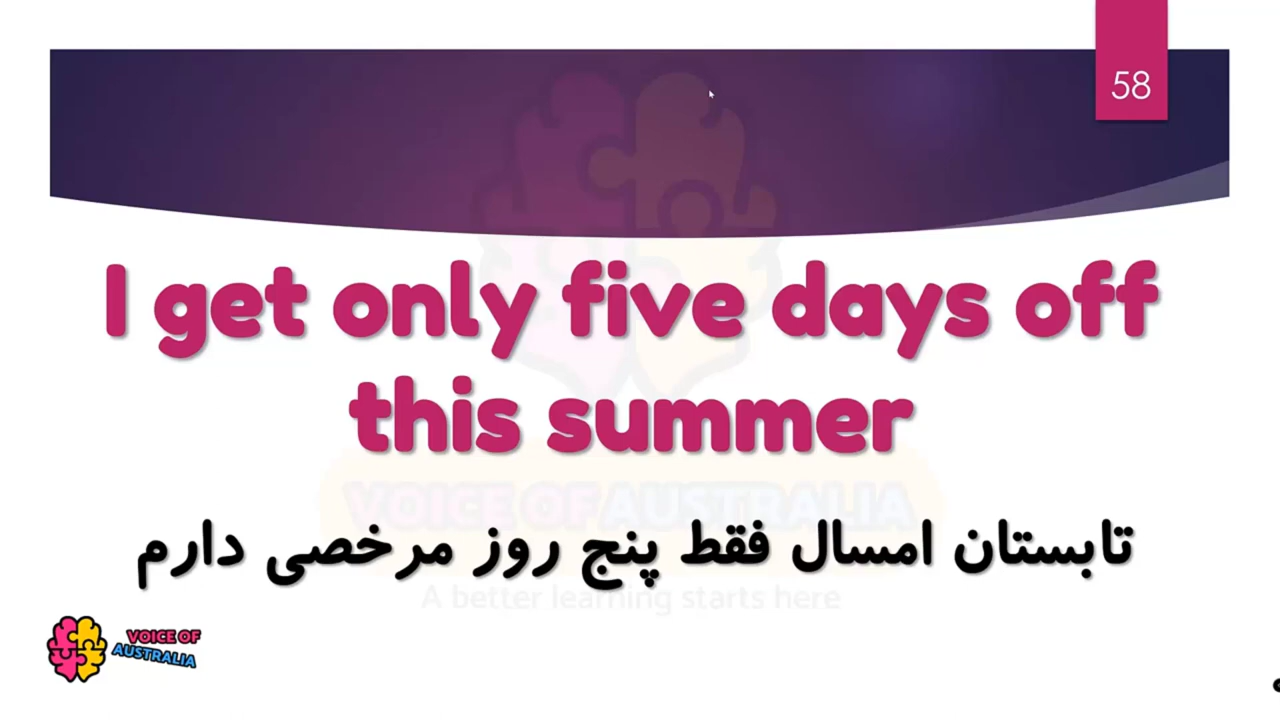 58
I get only five days off
this summer
تابستان امسال فقط پنج روز مرخصی دارم
VOICE OF AUSTRALIA
A better learning starts here
VOICE OF
AUSTRALIA